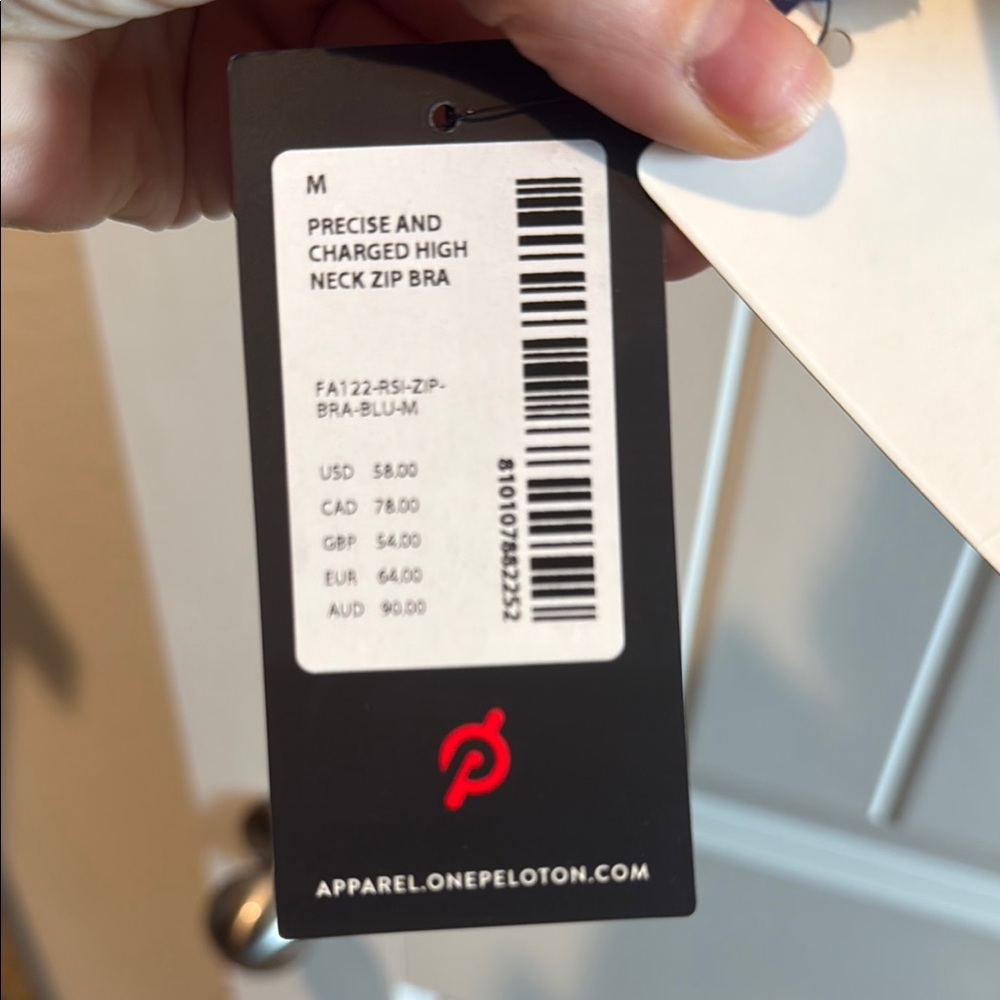 M
PRECISE AND
CHARGED HIGH
NECK ZIP BRA
FA122-RSI-ZIP-
BRA-BLU-M
USD 58.00
CAD 78.00
GBP 54.00
EUR 64.00
AUD 90.00
810107882252
APPAREL.ONEPELOTON.COM